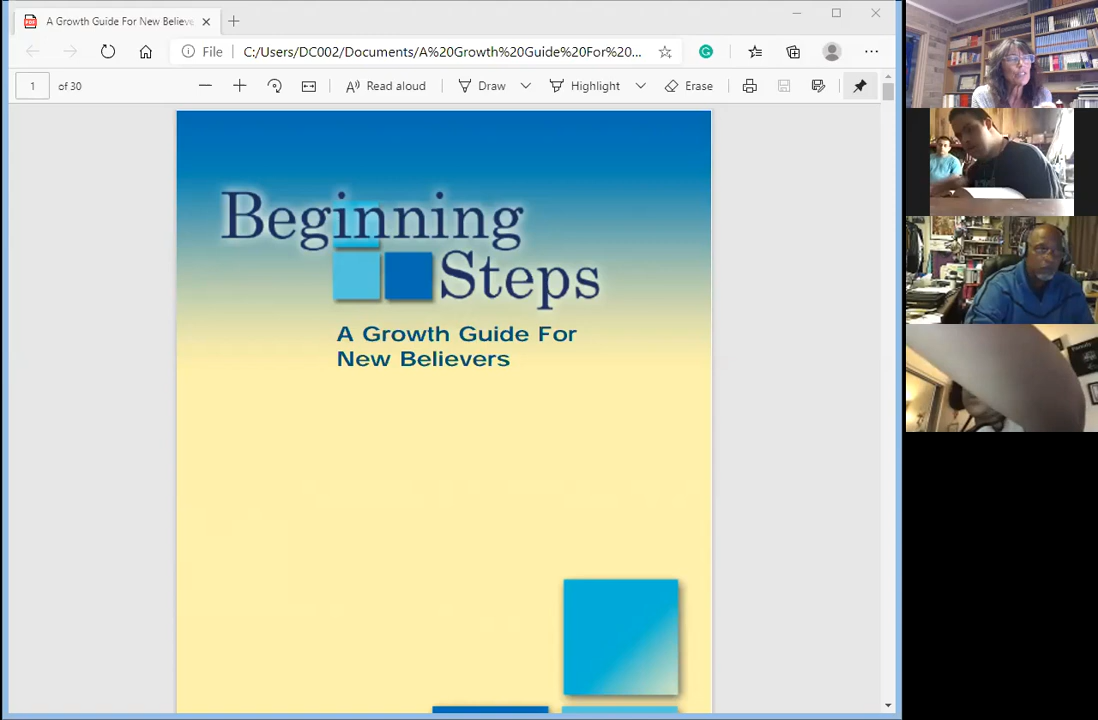 A Growth Guide For New Believe
File
C:/Users/DC002/Documents/A%20Growth%20Guide%20For%20...
1
of 30
Read aloud
Draw
Highlight
Erase
Beginning
Steps
A Growth Guide For
New Believers